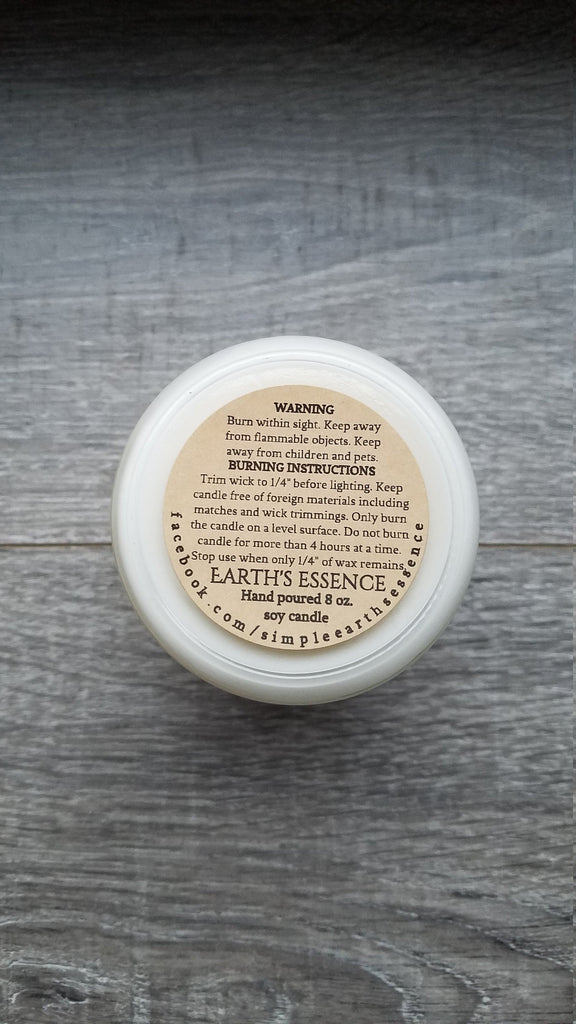 WARNING
Burn within sight. Keep away
from flammable objects. Keep
away from children and pets.
BURNING INSTRUCTIONS
Trim wick to 1/4" before lighting. Keep
candle free of foreign materials including
matches and wick trimmings. Only burn
the candle on a level surface. Do not burn
candle for more than 4 hours at a time.
Stop use when only 1/4" of wax remains.
EARTH'S ESSENCE
Hand poured 8 oz.
soy candle
facebook.com/simpleearthsessence